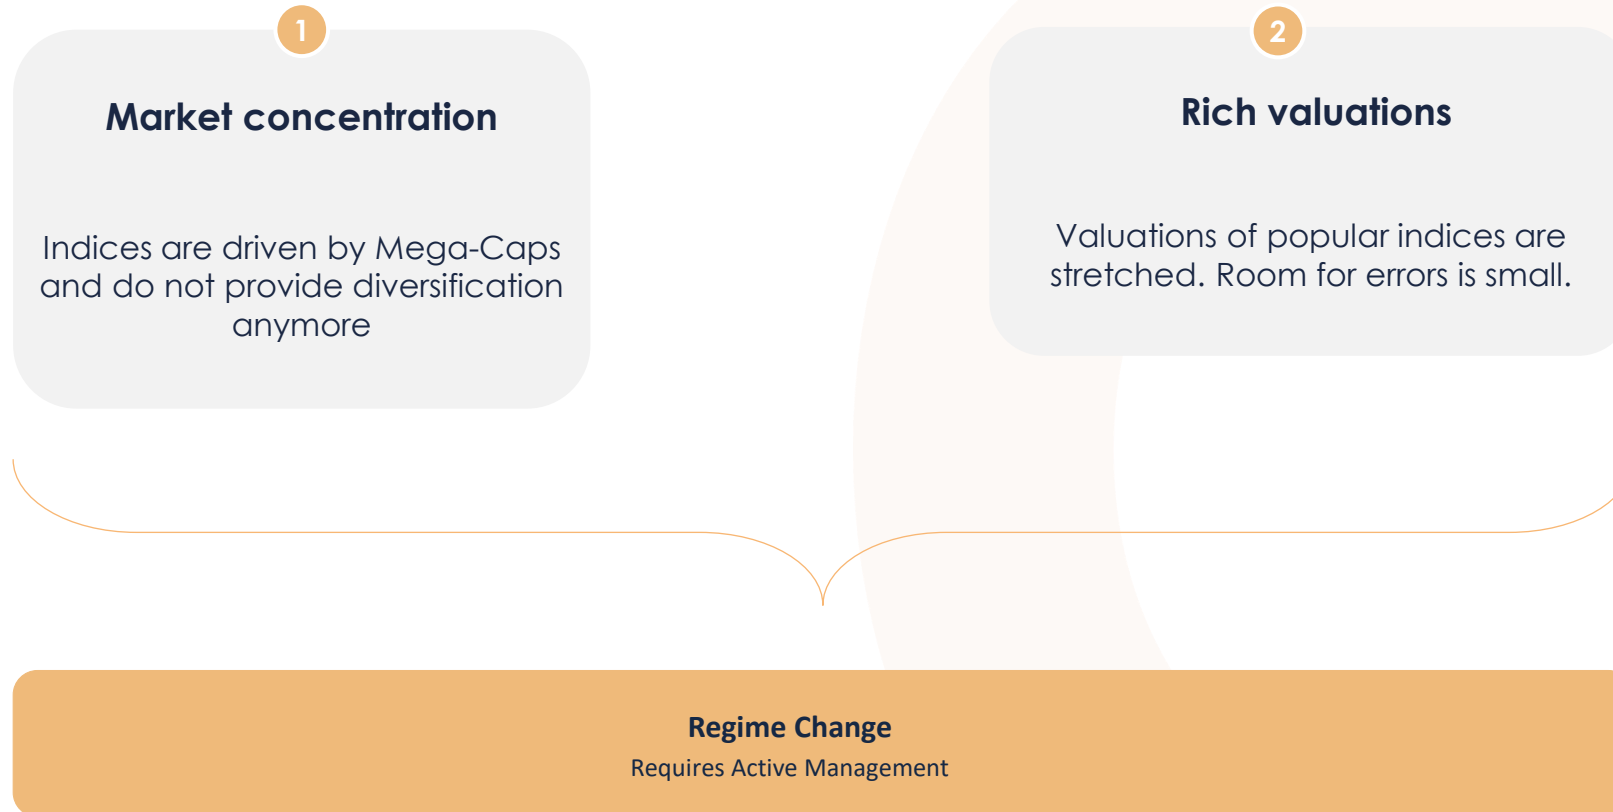 1
Market concentration
Indices are driven by Mega-Caps
and do not provide diversification
anymore
2
Rich valuations
Valuations of popular indices are
stretched. Room for errors is small.
Regime Change
Requires Active Management